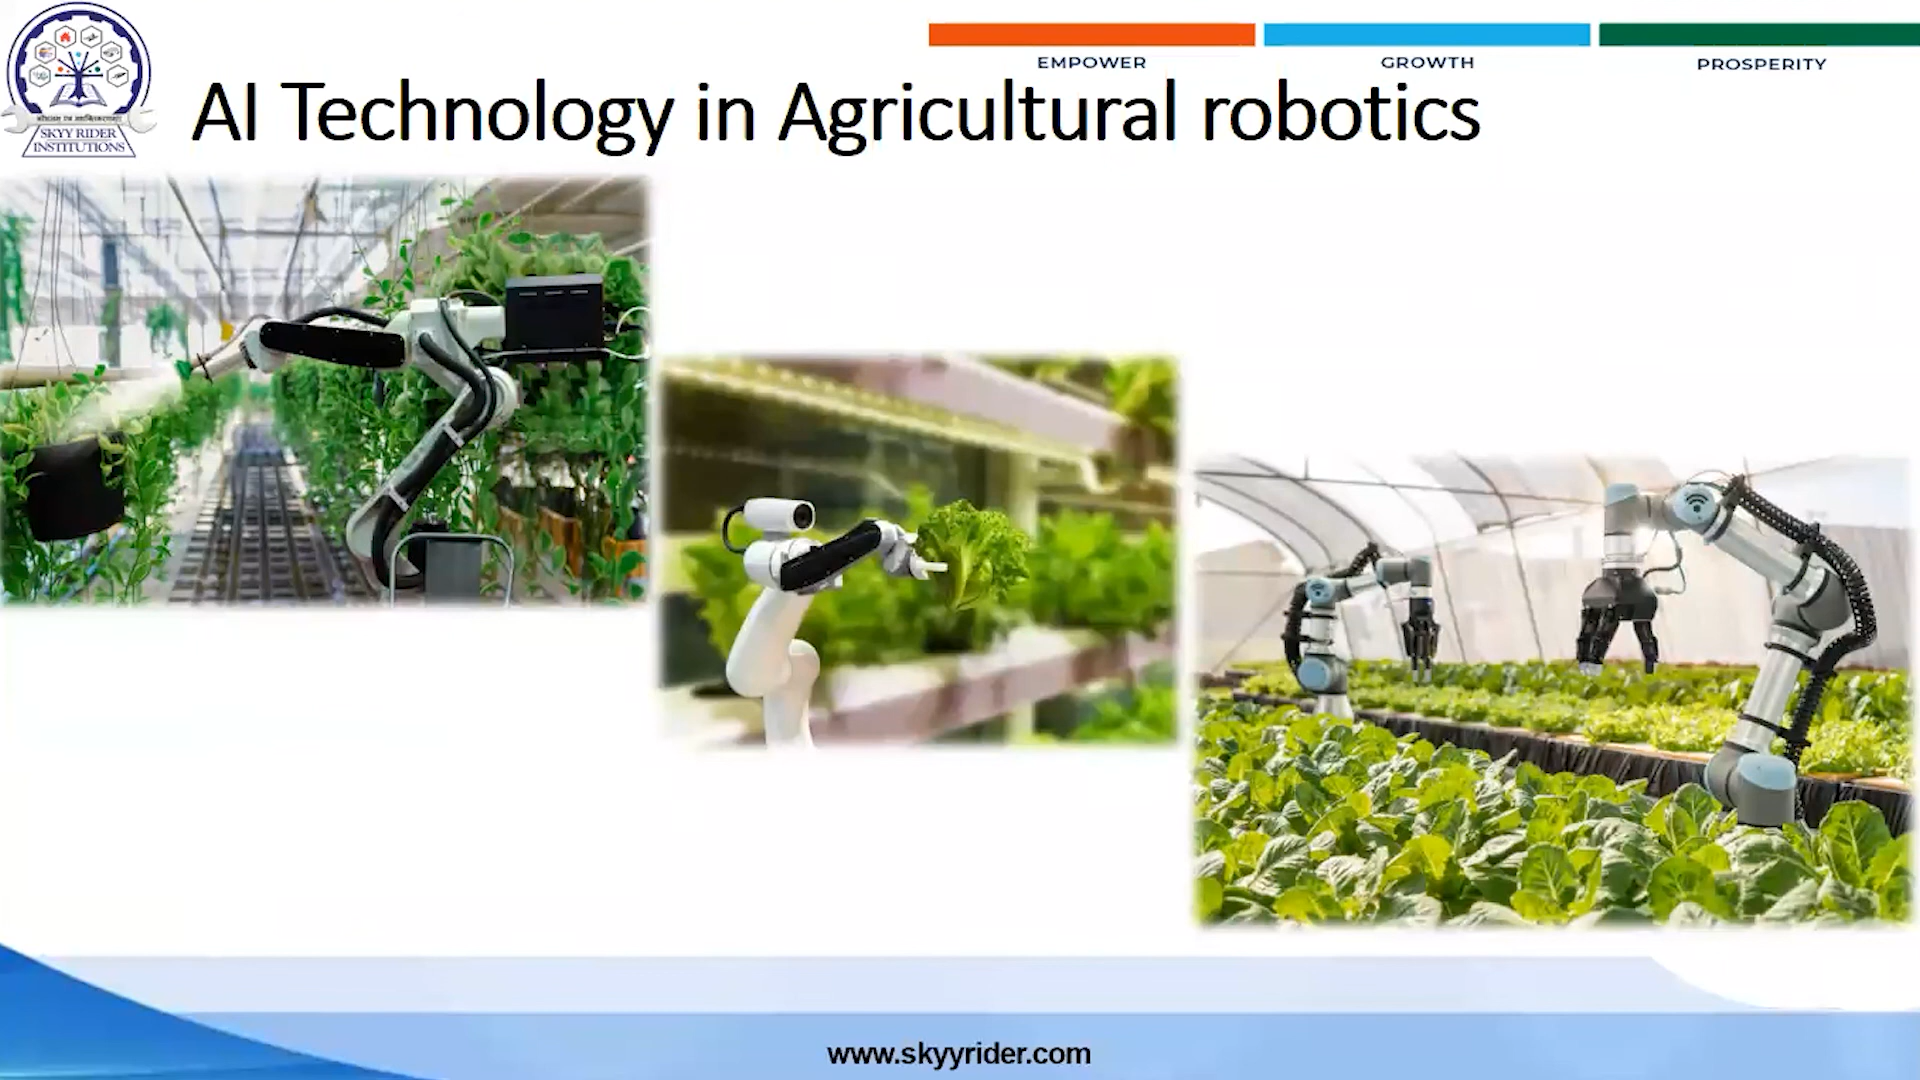 EMPOWER
GROWTH
PROSPERITY
AI Technology in Agricultural robotics
SKYY RIDER
INSTITUTIONS
www.skyyrider.com